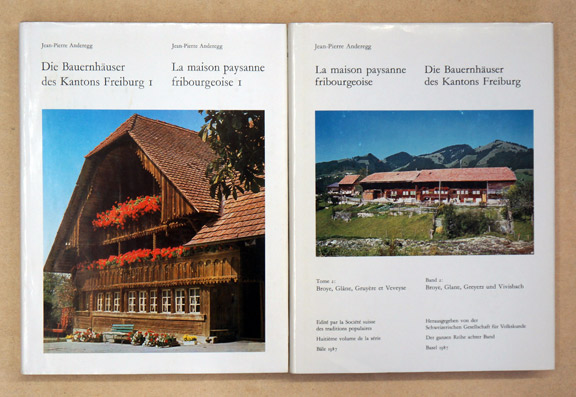 Jean-Pierre Anderegg
Jean-Pierre Anderegg
Die Bauernhäuser
des Kantons Freiburg 1
La maison paysanne
fribourgeoise 1
Jean-Pierre Anderegg
La maison paysanne
fribourgeoise
Die Bauernhäuser
des Kantons Freiburg
Tome 2:
Broye, Glâne, Gruyère et Veveyse
Band 2:
Broye, Glane, Greyerz und Vivisbach
Edité par la Société suisse
des traditions populaires
Huitième volume de la série
Bâle 1987
Herausgegeben von der
Schweizerischen Gesellschaft für Volkskunde
Der ganzen Reihe achter Band
Basel 1987